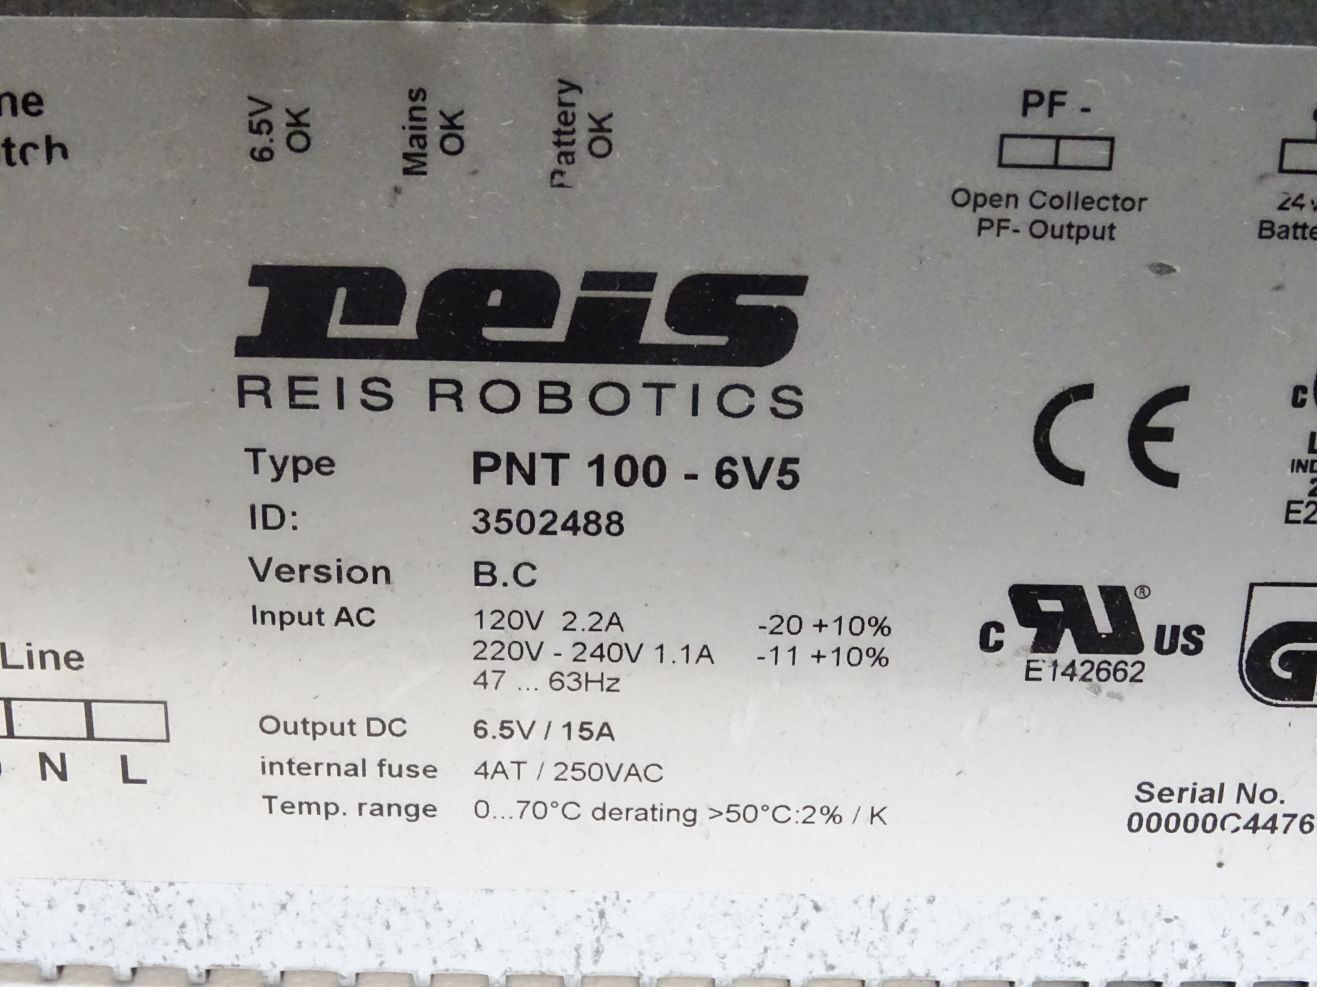 6.5V
OK
Mains
OK
Battery
OK
PF -
Open Collector
PF- Output
reis
REIS ROBOTICS
Type PNT 100 - 6V5
ID: 3502488
Version B.C
Input AC 120V 2.2A -20 +10%
220V - 240V 1.1A -11 +10%
47 ... 63Hz
Output DC 6.5V / 15A
internal fuse 4AT / 250VAC
Temp. range 0...70°C derating >50°C:2% / K
Line
N L
CE
C RU ® US
E142662
Serial No.
00000C4476